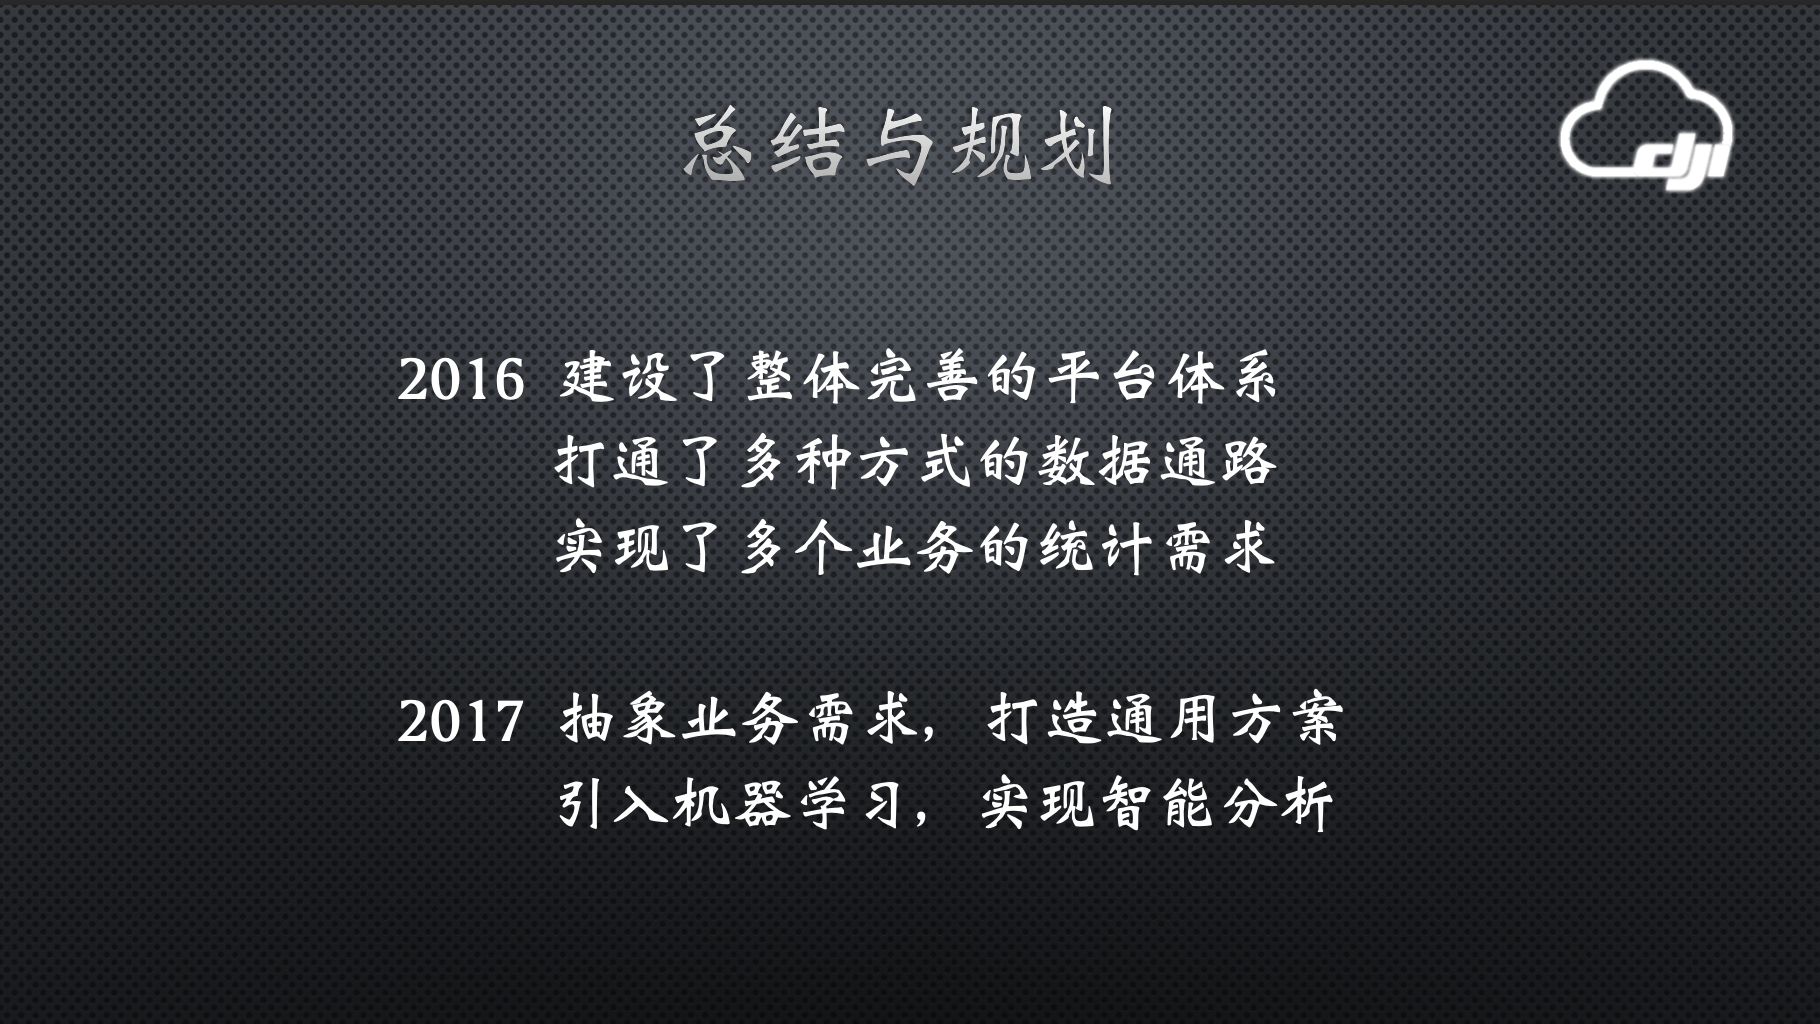 总结与规划
dji
2016 建设了整体完善的平台体系
打通了多种方式的数据通路
实现了多个业务的统计需求
2017 抽象业务需求，打造通用方案
引入机器学习，实现智能分析